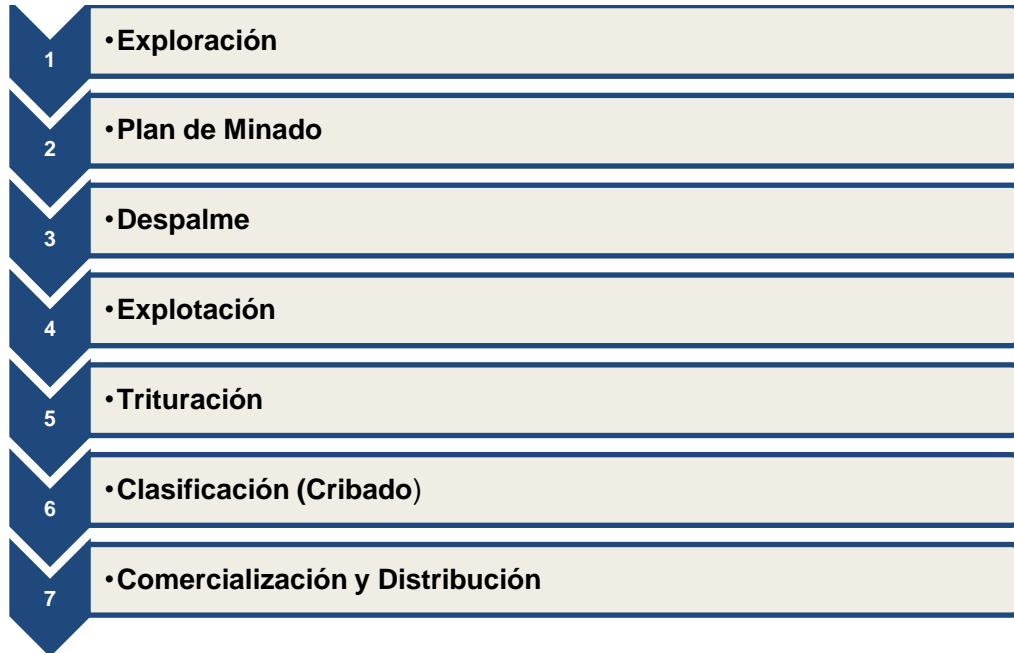 1
•Exploración
2
•Plan de Minado
3
•Despalme
4
•Explotación
5
•Trituración
6
•Clasificación (Cribado)
7
•Comercialización y Distribución